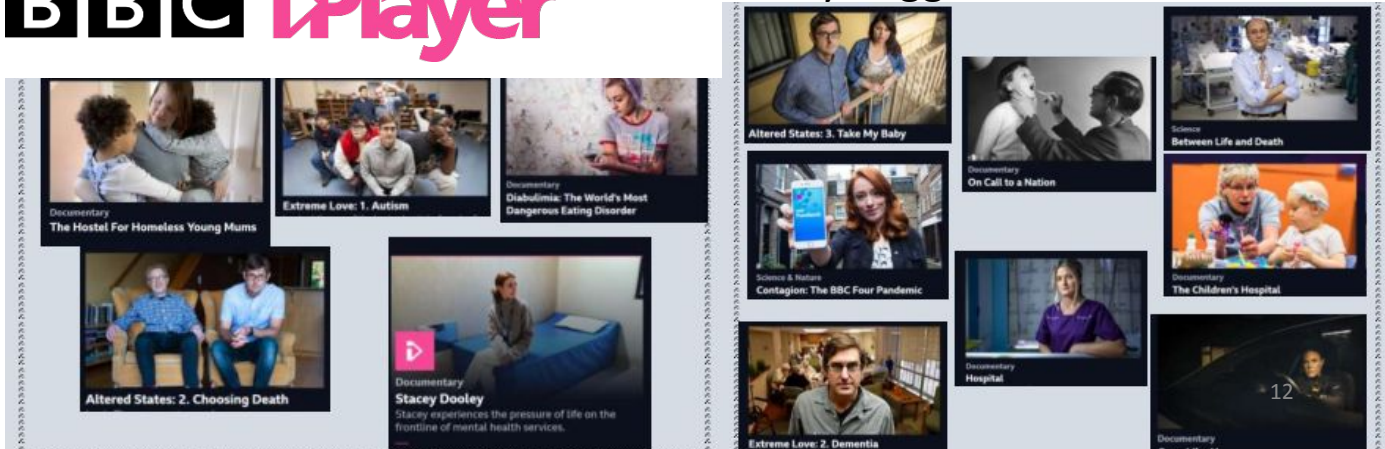 BBC iPlayer
Documentary
The Hostel For Homeless Young Mums
Extreme Love: 1. Autism
Documentary
Diabulimia: The World's Most
Dangerous Eating Disorder
Altered States: 2. Choosing Death
Documentary
Stacey Dooley
Stacey experiences the pressure of life on the
frontline of mental health services.
Altered States: 3. Take My Baby
Documentary
On Call to a Nation
Science
Between Life and Death
Science & Nature
Contagion: The BBC Four Pandemic
Documentary
The Children's Hospital
Documentary
Hospital
Extreme Love: 2. Dementia
12
Documentary